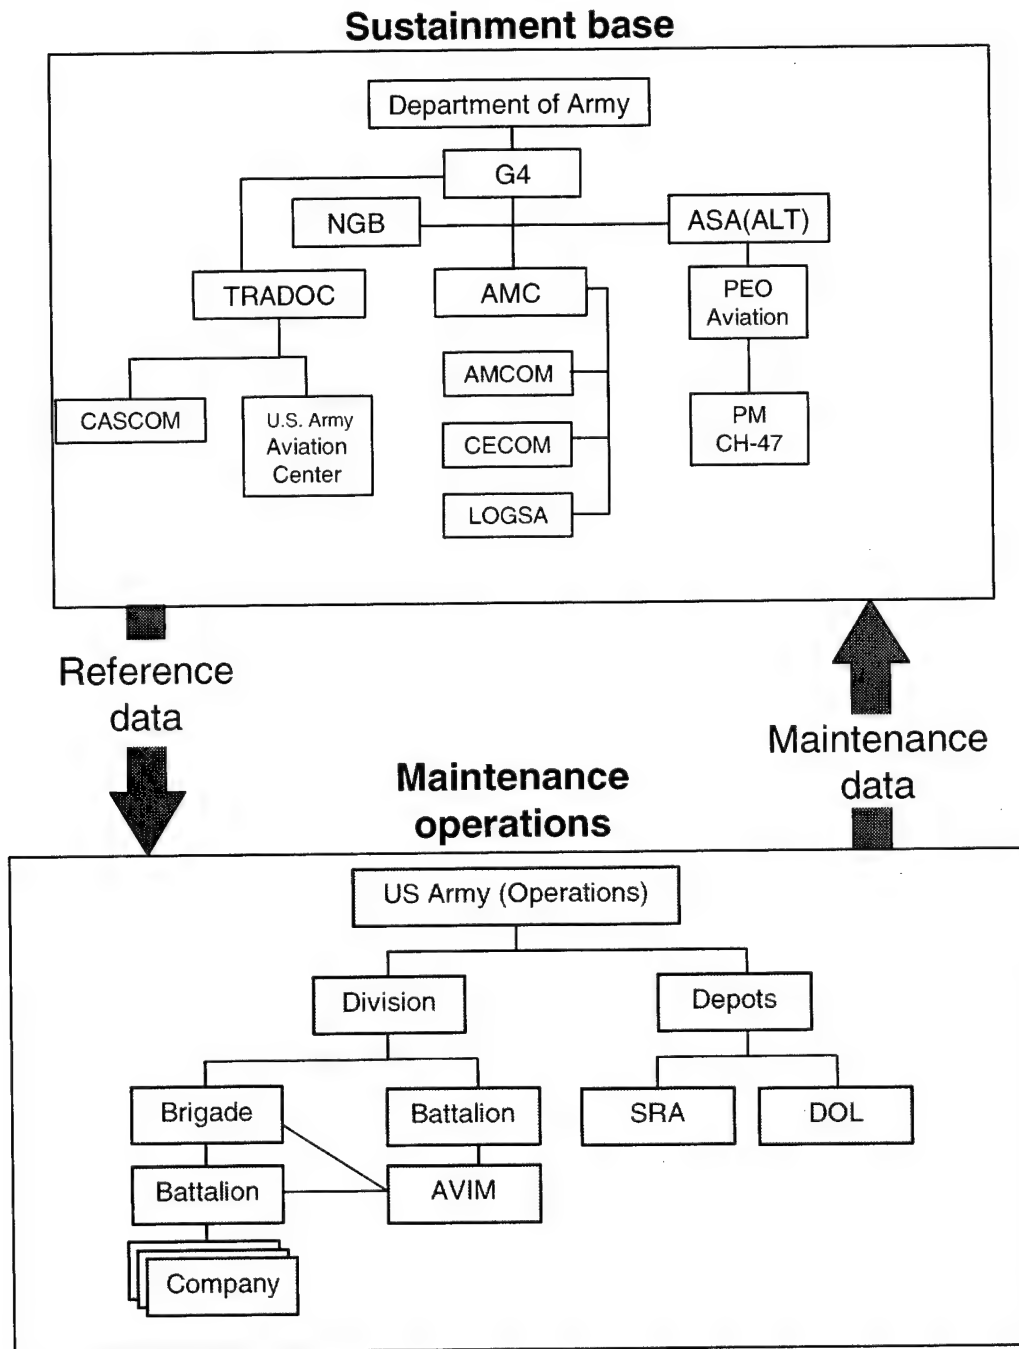 Sustainment base
Department of Army
G4
NGB
ASA(ALT)
TRADOC
AMC
PEO
Aviation
AMCOM
CASCOM
U.S. Army
Aviation
Center
CECOM
PM
CH-47
LOGSA
Reference
data
Maintenance
data
Maintenance
operations
US Army (Operations)
Division
Depots
Brigade
Battalion
SRA
DOL
Battalion
AVIM
Company